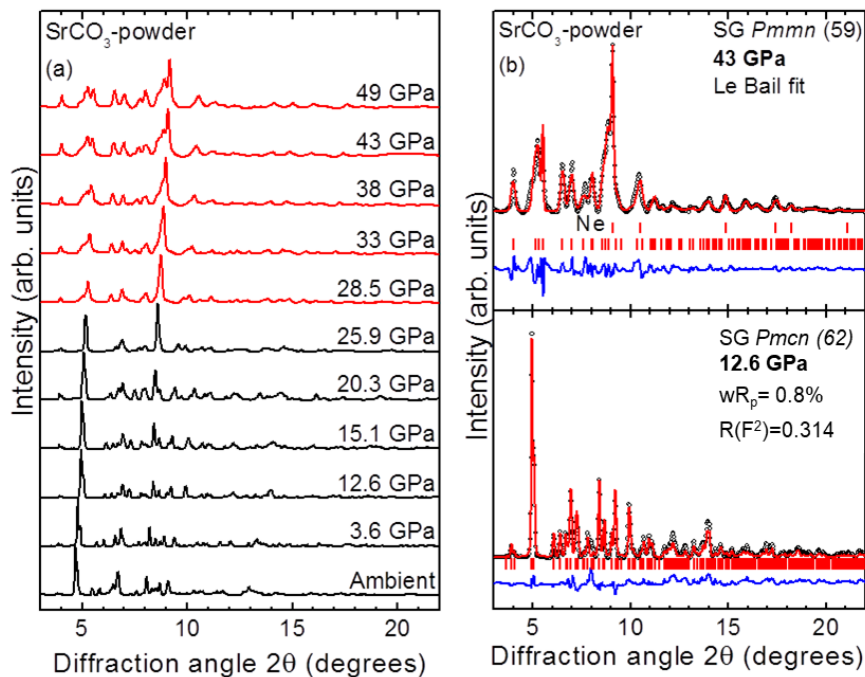 SrCO₃-powder
(a)
49 GPa
43 GPa
38 GPa
33 GPa
28.5 GPa
25.9 GPa
20.3 GPa
15.1 GPa
12.6 GPa
3.6 GPa
Ambient
Intensity (arb. units)
5 10 15 20
Diffraction angle 2θ (degrees)
SrCO₃-powder
(b)
SG Pmmn (59)
43 GPa
Le Bail fit
Ne
SG Pmcn (62)
12.6 GPa
wRₚ= 0.8%
R(F²)=0.314
Intensity (arb. units)
5 10 15 20
Diffraction angle 2θ (degrees)